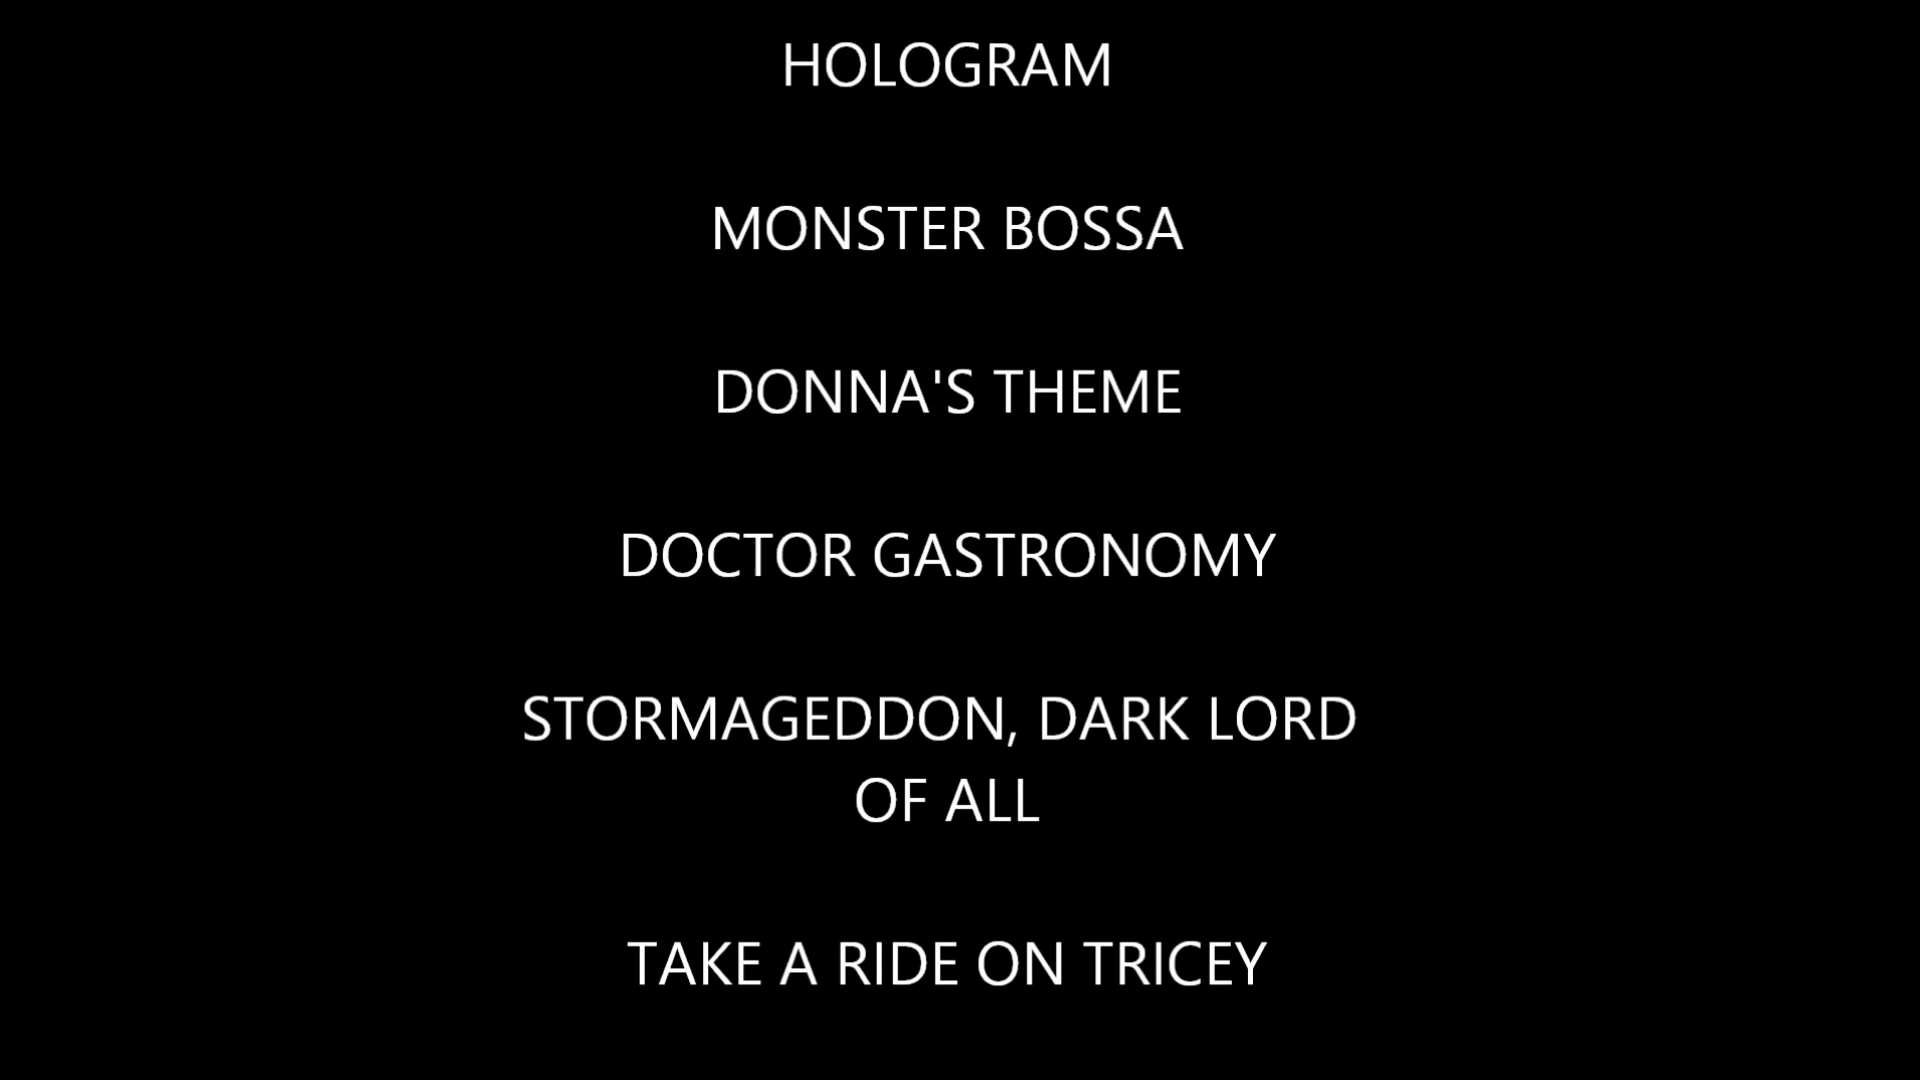 HOLOGRAM
MONSTER BOSSA
DONNA'S THEME
DOCTOR GASTRONOMY
STORMAGEDDON, DARK LORD
OF ALL
TAKE A RIDE ON TRICEY